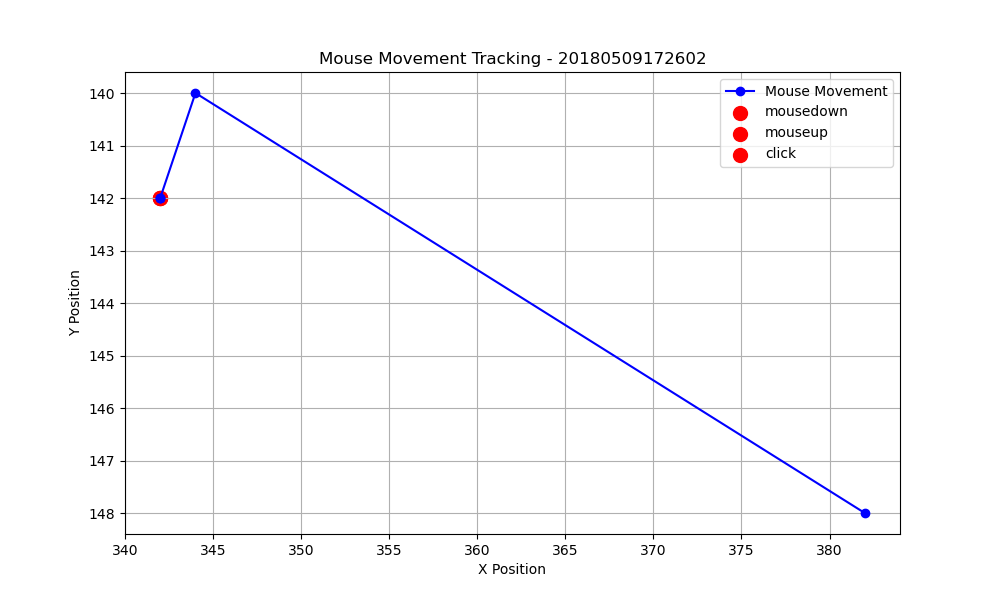 Mouse Movement Tracking - 20180509172602
Mouse Movement
mousedown
mouseup
click
140
141
142
143
144
145
146
147
148
Y Position
340 345 350 355 360 365 370 375 380
X Position